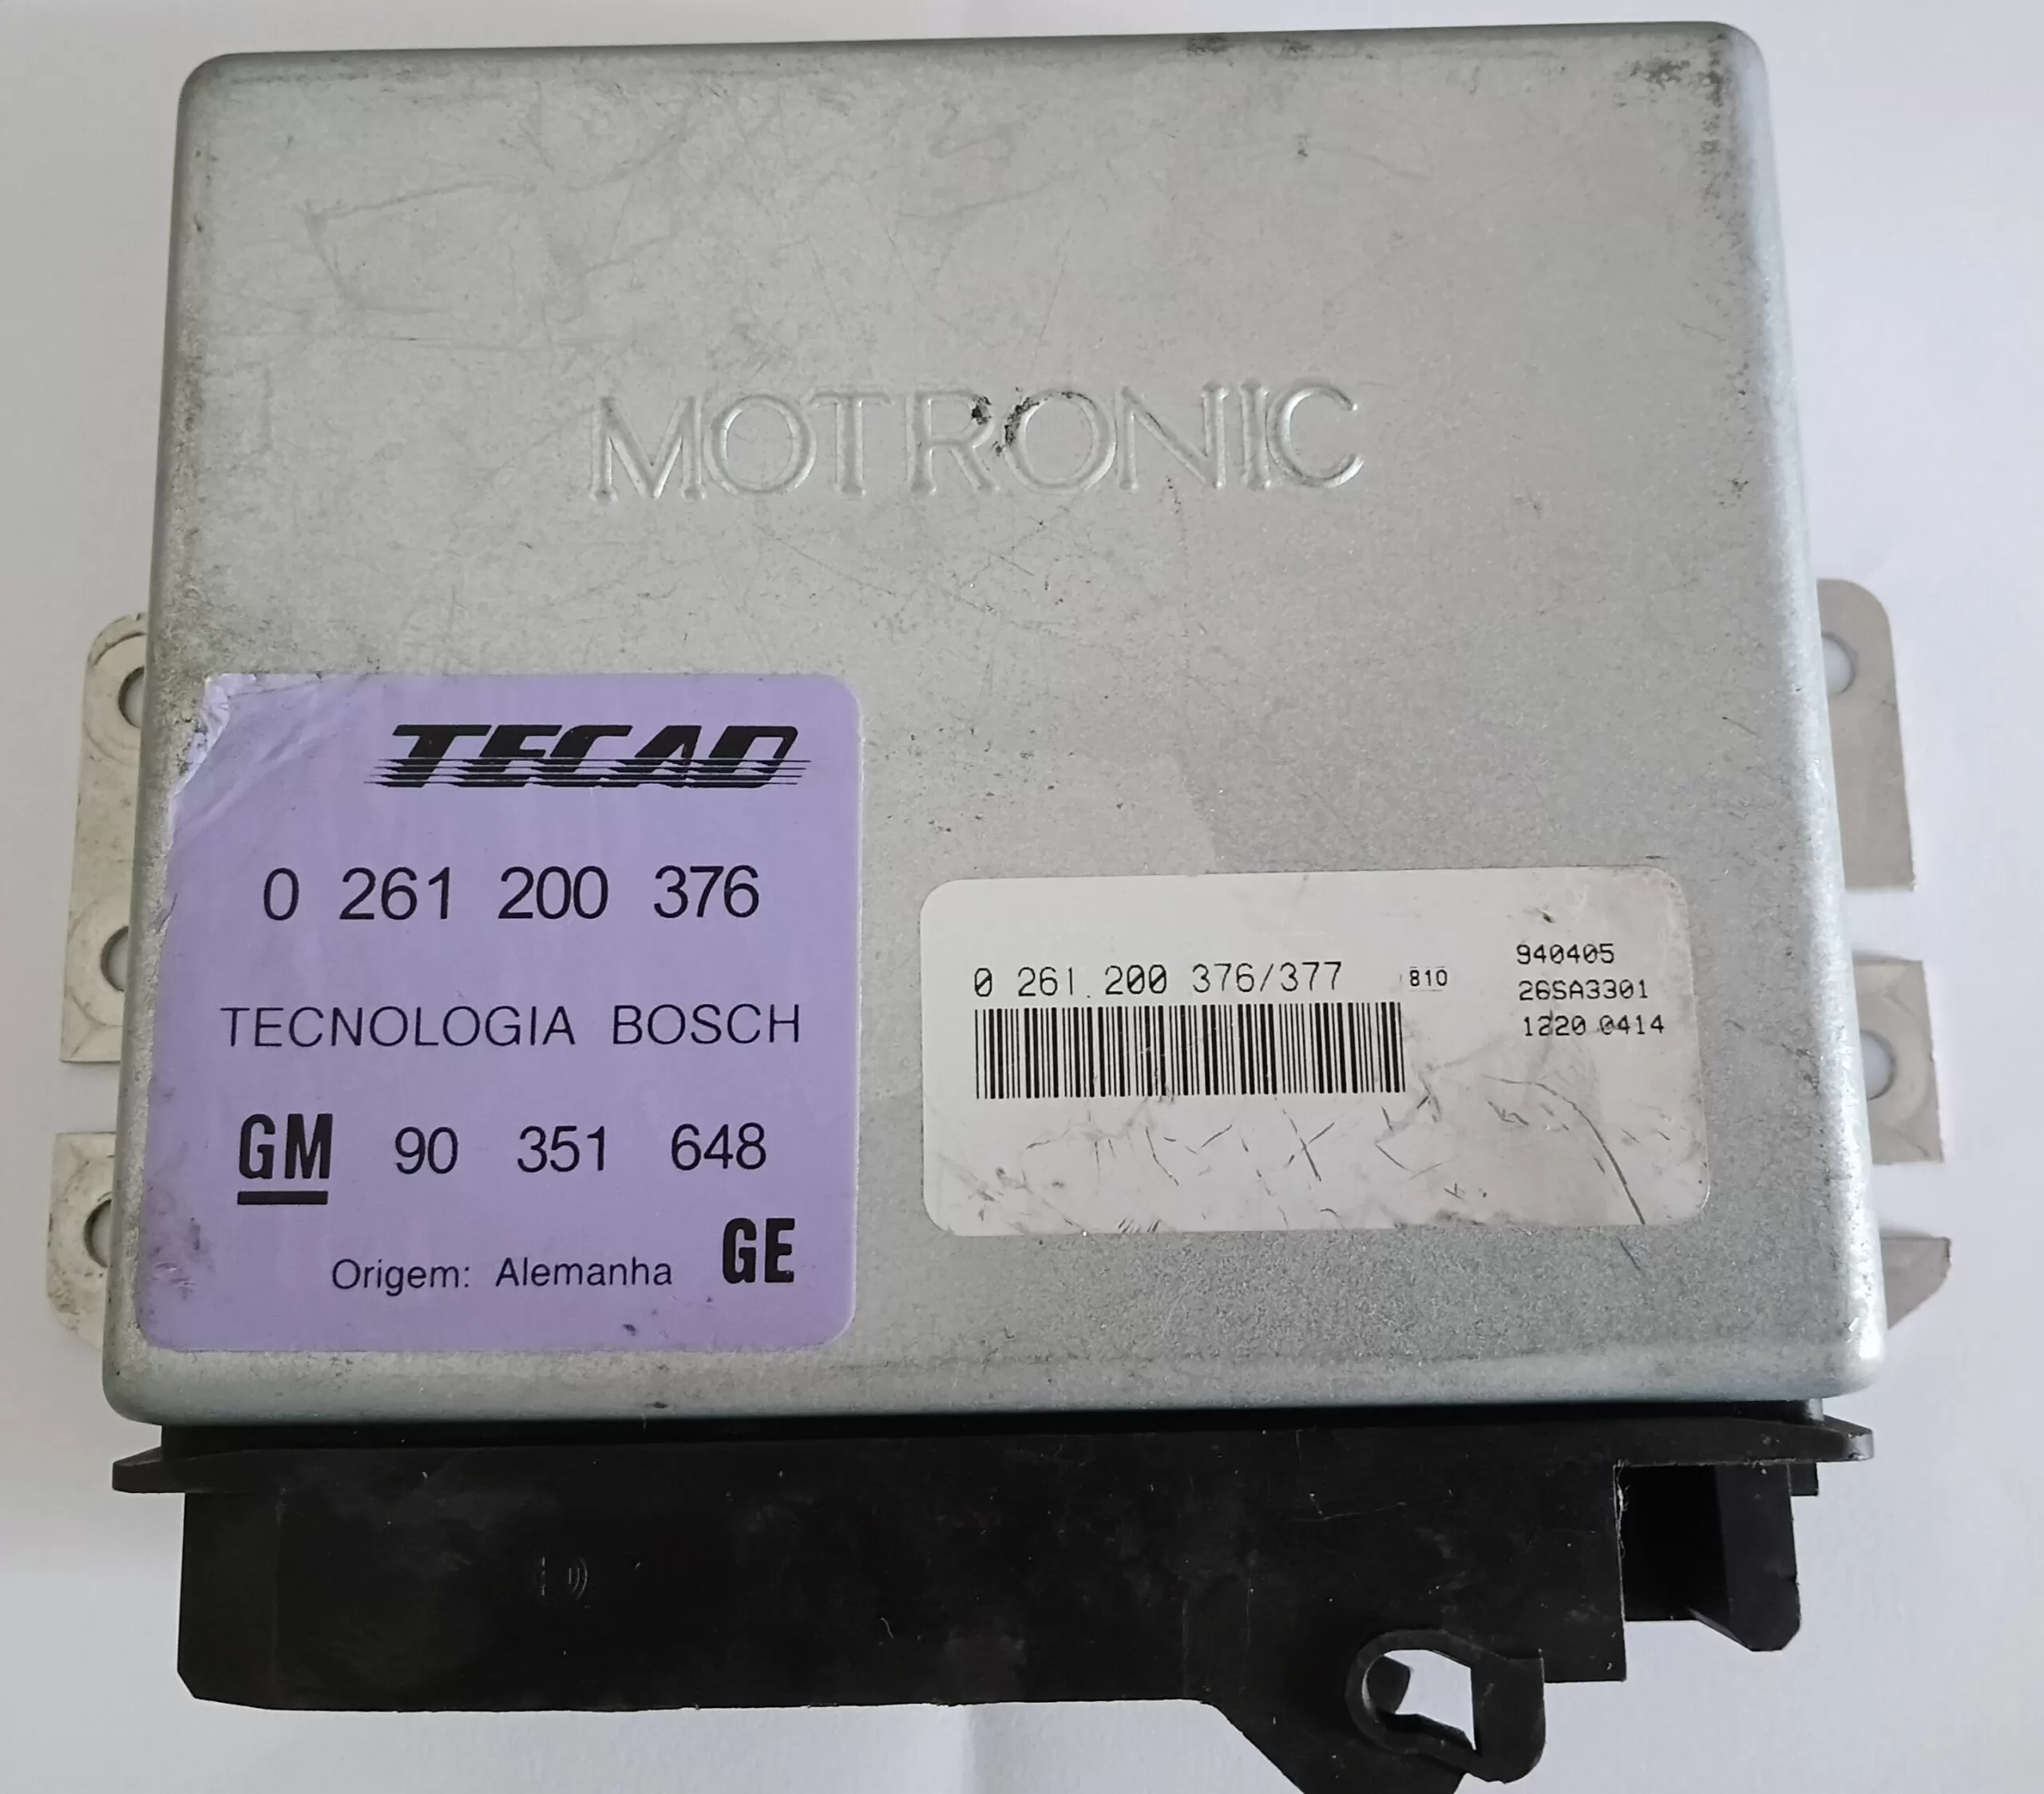 MOTRONIC
TECAD
0 261 200 376
TECNOLOGIA BOSCH
GM 90 351 648
Origem: Alemanha GE
0 261 200 376/377 810
940405
26SA3301
1220 0414